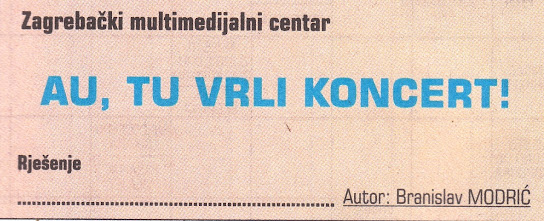 Zagrebački multimedijalni centar
AU, TU VRLI KONCERT!
Rješenje
........................................................ Autor: Branislav MODRIĆ